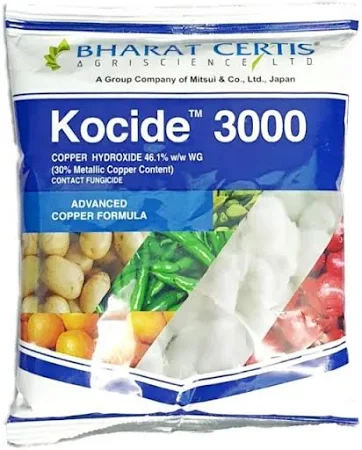 BHARAT CERTIS®
AGRISCIENCE LTD
A Group Company of Mitsui & Co., Ltd., Japan
Kocide™ 3000
COPPER HYDROXIDE 46.1% w/w WG
(30% Metallic Copper Content)
CONTACT FUNGICIDE
ADVANCED
COPPER FORMULA